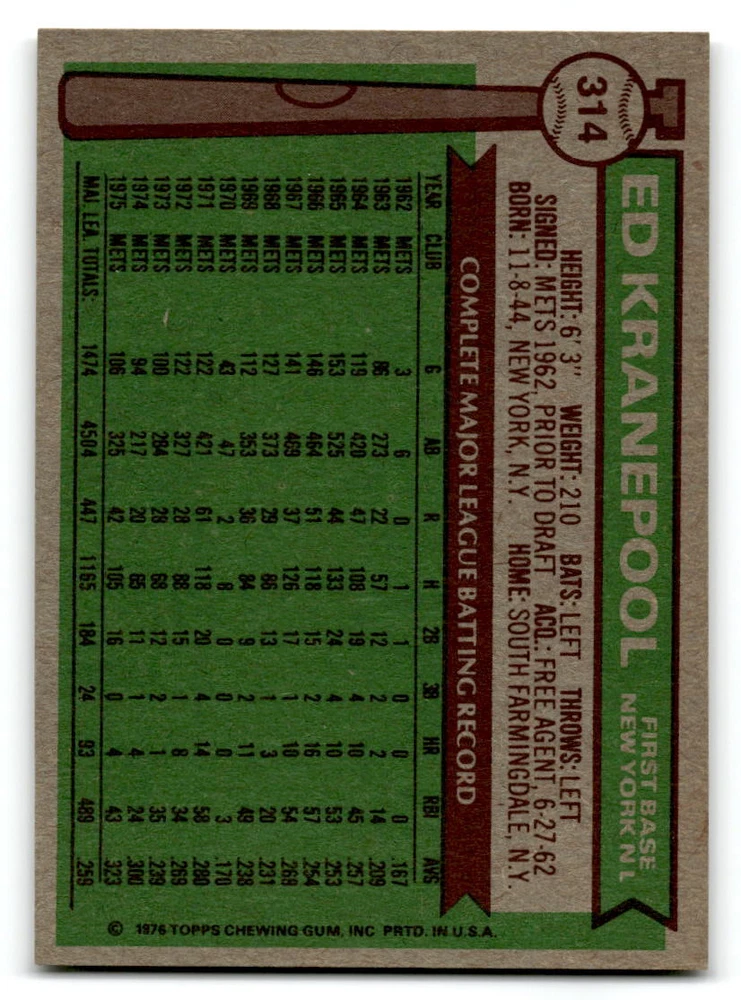 314
ED KRANEPOOL
FIRST BASE
NEW YORK N L
HEIGHT: 6' 3" WEIGHT: 210 BATS: LEFT THROWS: LEFT
SIGNED: METS 1962, PRIOR TO DRAFT ACQ.: FREE AGENT, 6-27-62
BORN: 11-8-44, NEW YORK, N.Y. HOME: SOUTH FARMINGDALE, N.Y.
COMPLETE MAJOR LEAGUE BATTING RECORD
YEAR CLUB G AB R H 2B 3B HR RBI AVG
1962 METS 3 6 0 1 1 0 0 0 .167
1963 METS 86 273 22 57 12 2 2 14 .209
1964 METS 119 420 47 108 19 4 10 45 .257
1965 METS 153 525 44 133 24 4 10 53 .253
1966 METS 146 464 51 118 15 2 16 57 .254
1967 METS 141 469 37 126 17 1 10 54 .269
1968 METS 127 373 29 86 13 1 3 20 .231
1969 METS 112 353 36 84 9 2 11 49 .238
1970 METS 43 47 2 8 0 0 0 3 .170
1971 METS 122 421 61 118 20 4 14 58 .280
1972 METS 122 327 28 88 15 1 8 34 .269
1973 METS 100 284 28 68 12 2 1 35 .239
1974 METS 94 217 20 65 11 1 4 24 .300
1975 METS 106 325 42 105 16 0 4 43 .323
MAJ. LEA. TOTALS: 1474 4504 447 1165 184 24 93 489 .259
© 1976 TOPPS CHEWING GUM, INC PRTD. IN U.S.A.